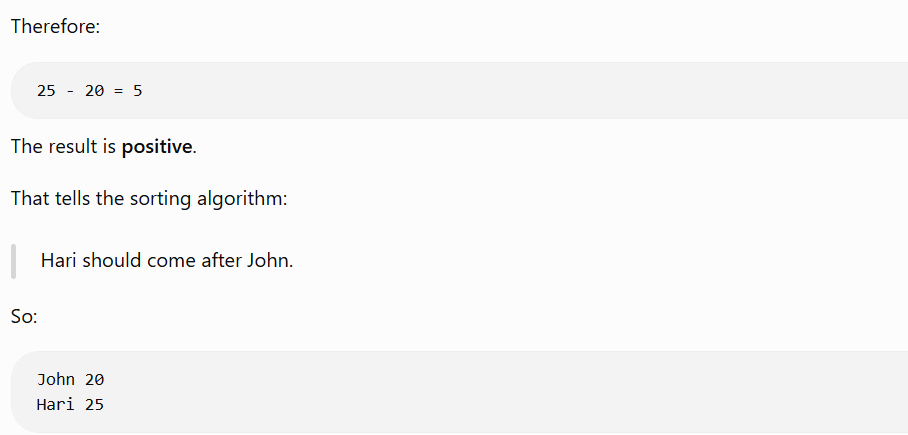 Therefore:
25 - 20 = 5
The result is positive.
That tells the sorting algorithm:
Hari should come after John.
So:
John 20
Hari 25